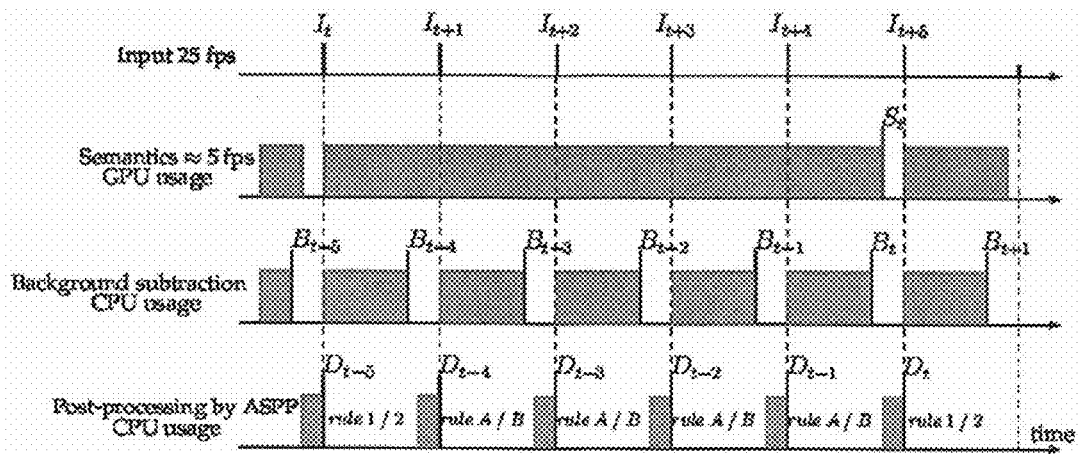 I_t I_{t+1} I_{t+2} I_{t+3} I_{t+4} I_{t+5}
Input 25 fps
S_t
Semantics ≈ 5 fps
GPU usage
B_{t-5} B_{t-4} B_{t-3} B_{t-2} B_{t-1} B_t B_{t+1}
Background subtraction
CPU usage
D_{t-5} D_{t-4} D_{t-3} D_{t-2} D_{t-1} D_t
Post-processing by ASPP
CPU usage
rule 1 / 2 rule A / B rule A / B rule A / B rule A / B rule 1 / 2
time